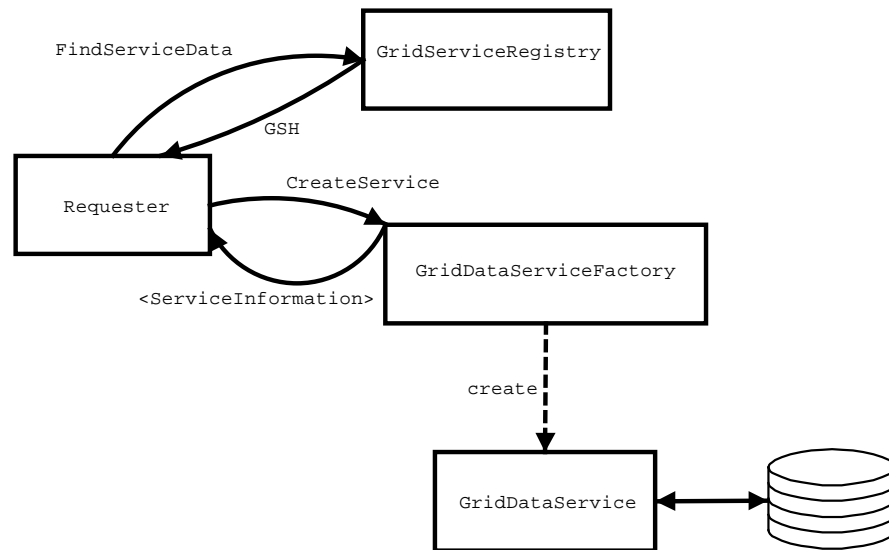 FindServiceData
GridServiceRegistry
GSH
CreateService
Requester
GridDataServiceFactory
<ServiceInformation>
create
GridDataService